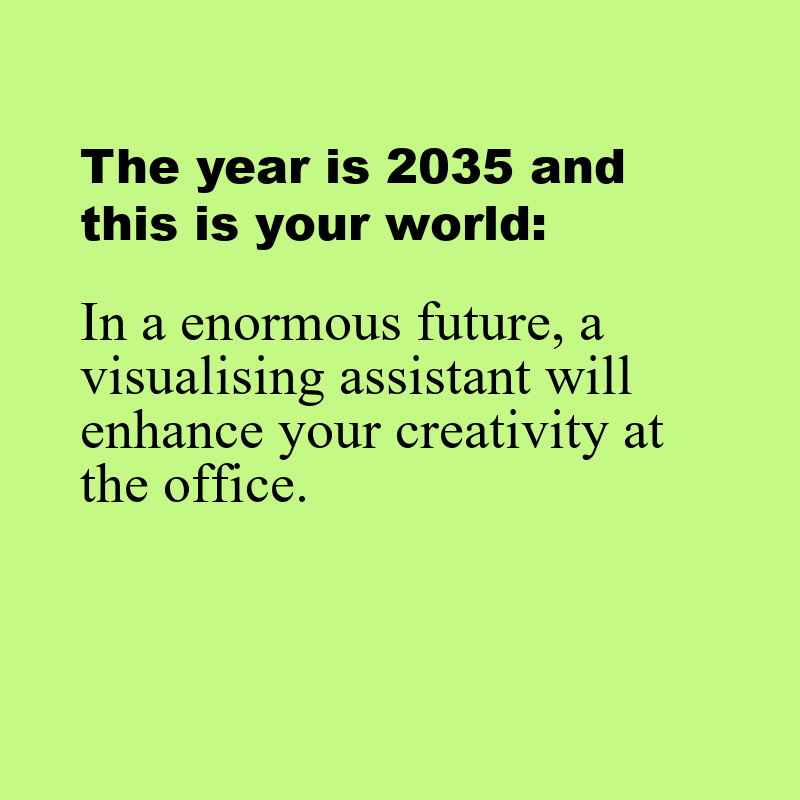 The year is 2035 and
this is your world:
In a enormous future, a
visualising assistant will
enhance your creativity at
the office.